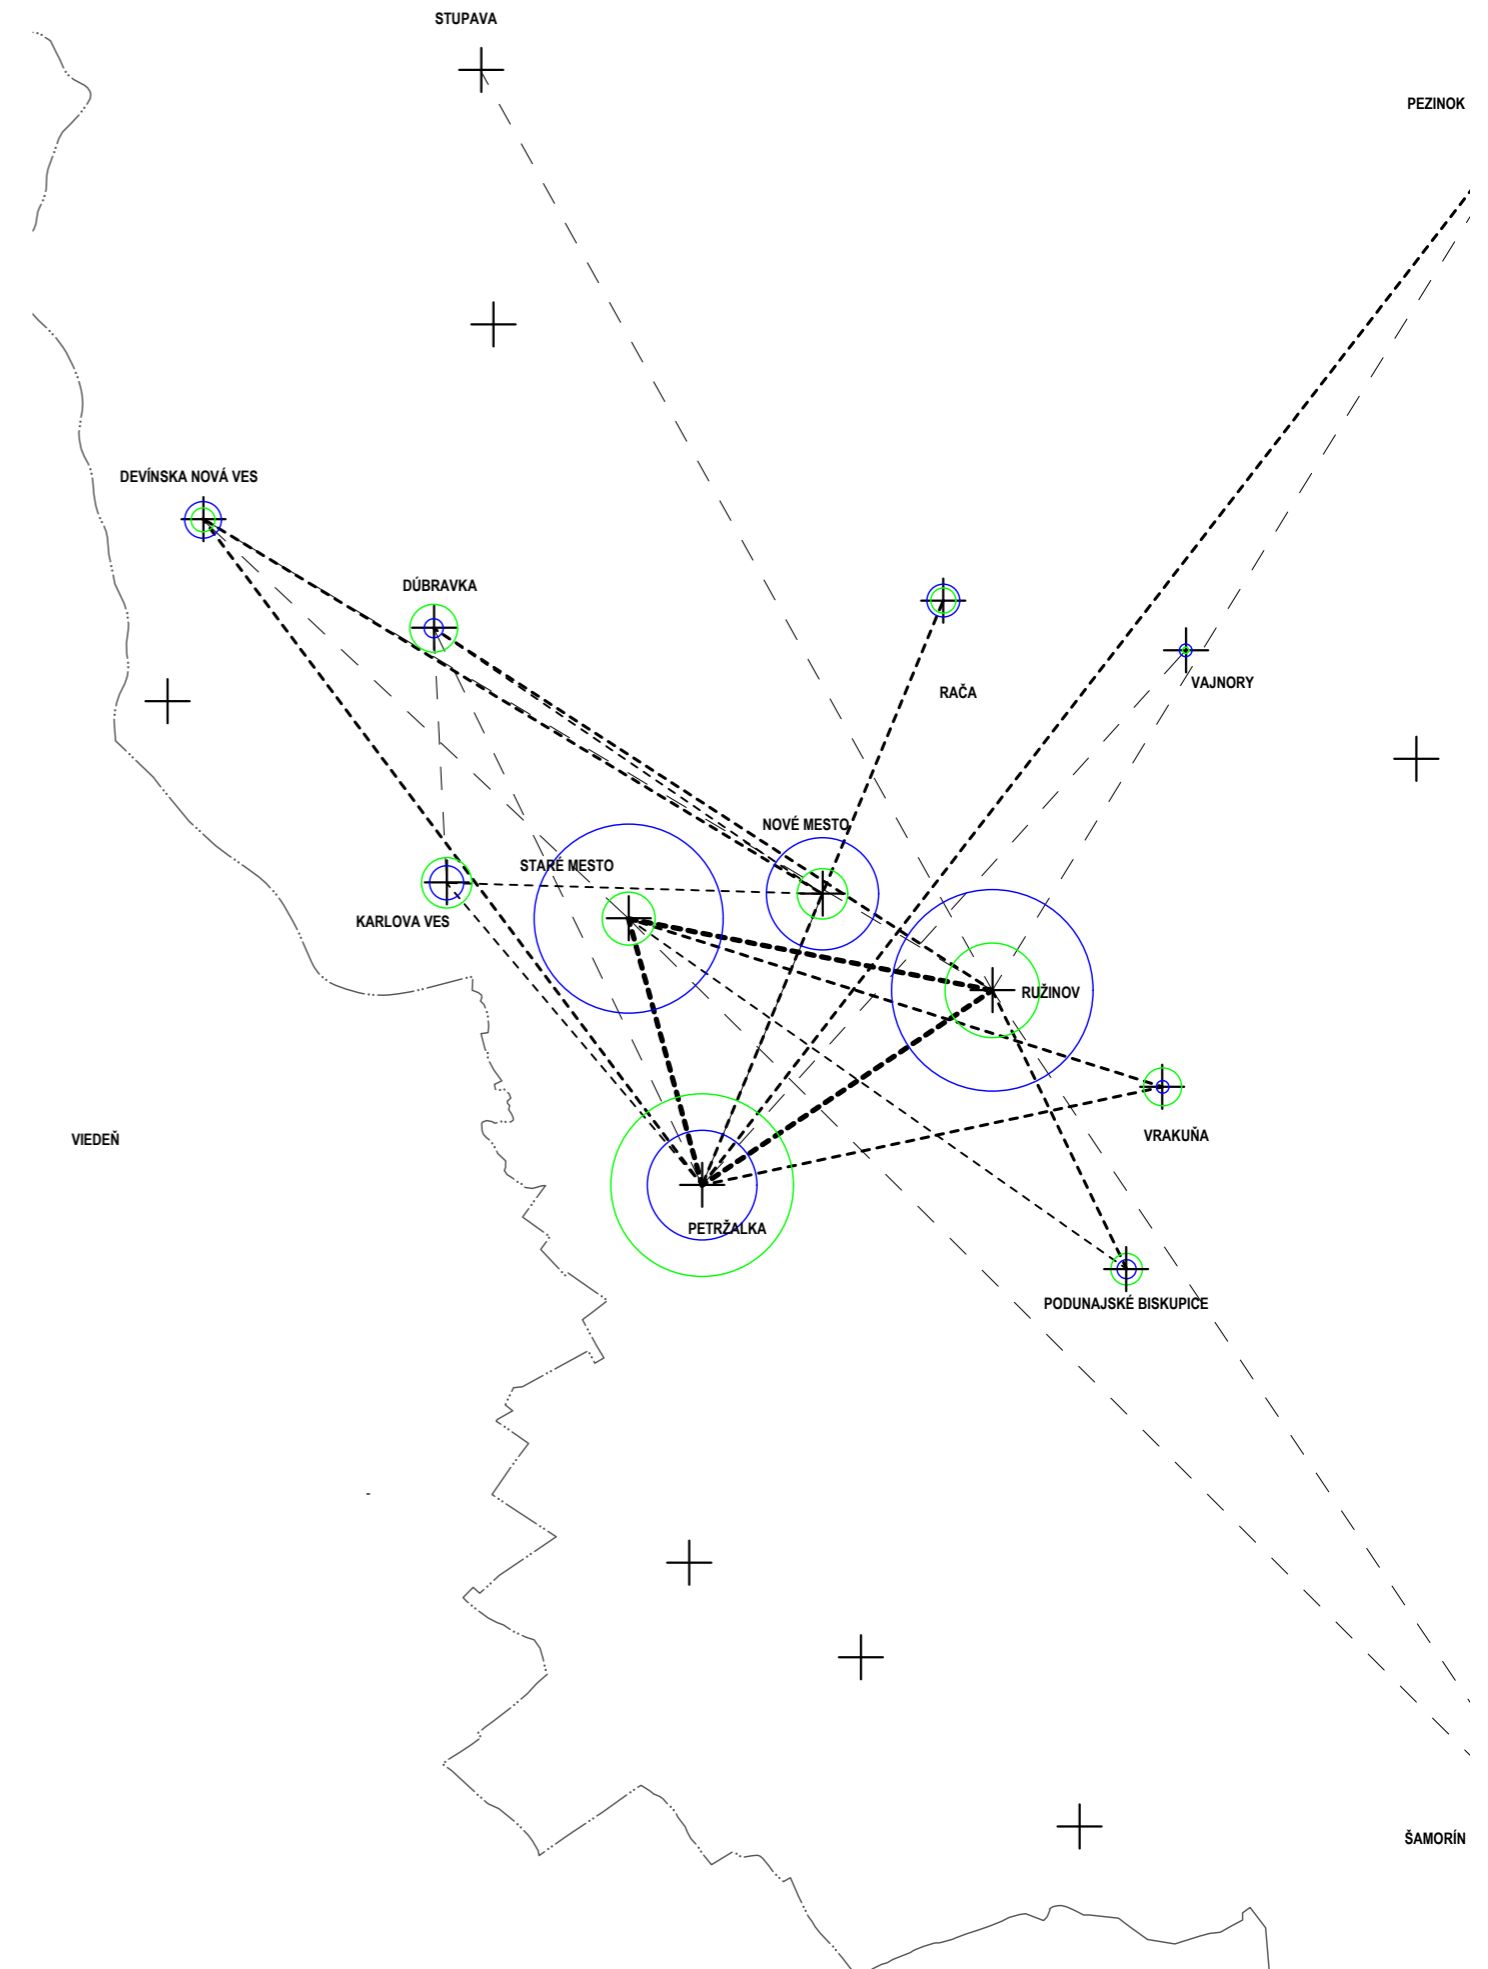 STUPAVA
PEZINOK
DEVÍNSKA NOVÁ VES
DÚBRAVKA
RAČA
VAJNORY
NOVÉ MESTO
STARÉ MESTO
KARLOVA VES
RUŽINOV
VIEDEŇ
VRAKUŇA
PETRŽALKA
PODUNAJSKÉ BISKUPICE
ŠAMORÍN